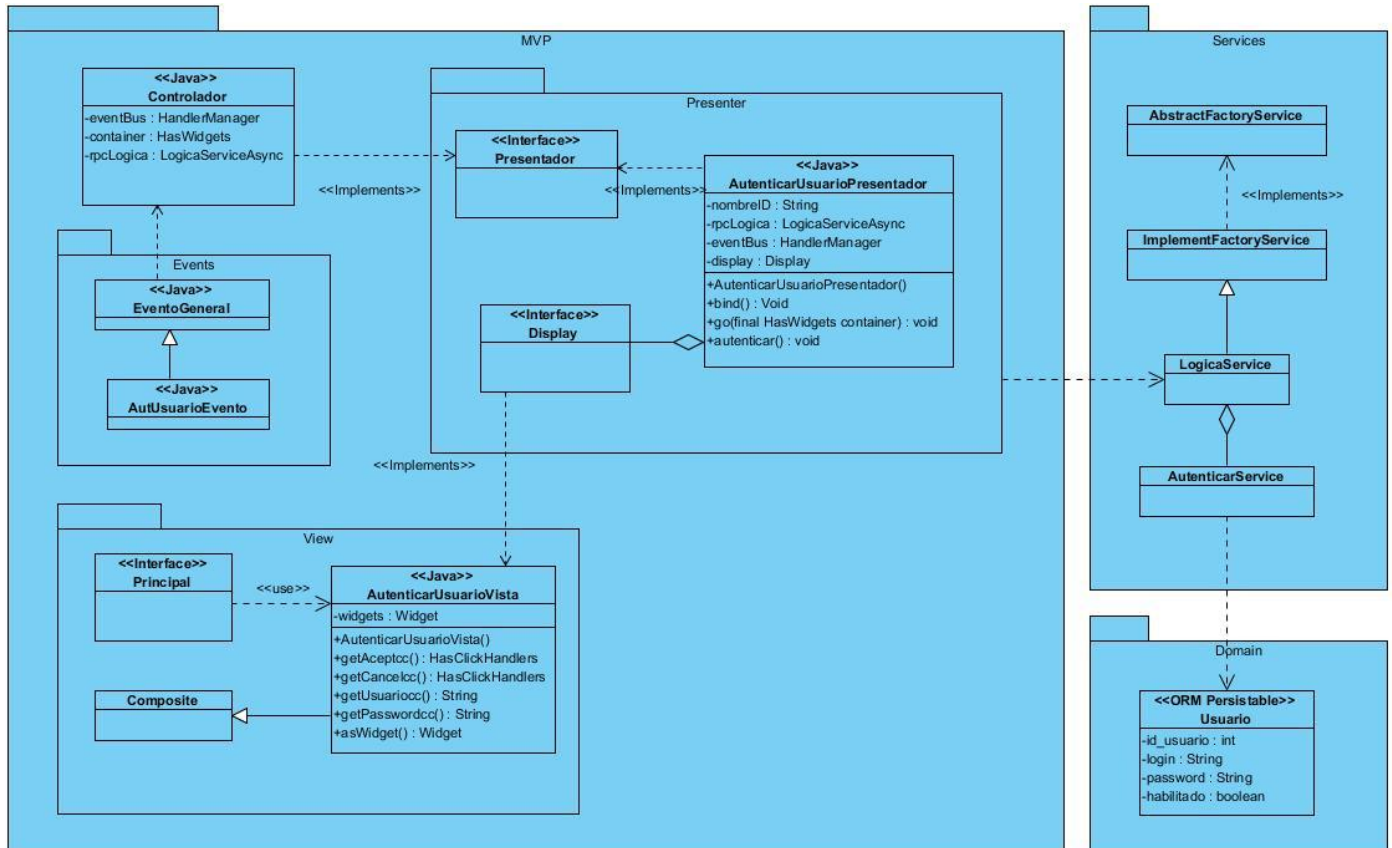 MVP
<<Java>>
Controlador
-eventBus : HandlerManager
-container : HasWidgets
-rpcLogica : LogicaServiceAsync
<<Implements>>
Events
<<Java>>
EventoGeneral
<<Java>>
AutUsuarioEvento
Presenter
<<Interface>>
Presentador
<<Implements>>
<<Java>>
AutenticarUsuarioPresentador
-nombreID : String
-rpcLogica : LogicaServiceAsync
-eventBus : HandlerManager
-display : Display
+AutenticarUsuarioPresentador()
+bind() : Void
+go(final HasWidgets container) : void
+autenticar() : void
<<Interface>>
Display
<<Implements>>
View
<<Interface>>
Principal
<<use>>
<<Java>>
AutenticarUsuarioVista
-widgets : Widget
+AutenticarUsuarioVista()
+getAceptcc() : HasClickHandlers
+getCancelcc() : HasClickHandlers
+getUsuariocc() : String
+getPasswordcc() : String
+asWidget() : Widget
Composite
Services
AbstractFactoryService
<<Implements>>
ImplementFactoryService
LogicaService
AutenticarService
Domain
<<ORM Persistable>>
Usuario
-id_usuario : int
-login : String
-password : String
-habilitado : boolean